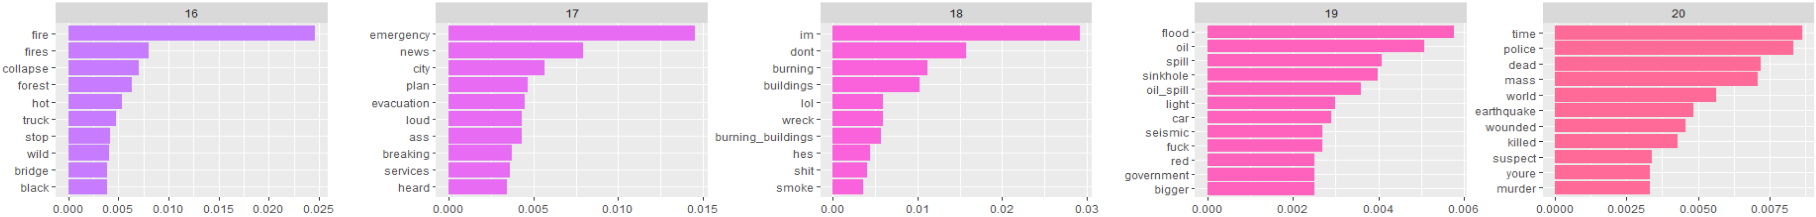 16
fire
fires
collapse
forest
hot
truck
stop
wild
bridge
black
0.000 0.005 0.010 0.015 0.020 0.025
17
emergency
news
city
plan
evacuation
loud
ass
breaking
services
heard
0.000 0.005 0.010 0.015
18
im
dont
burning
buildings
lol
wreck
burning_buildings
hes
shit
smoke
0.00 0.01 0.02 0.03
19
flood
oil
spill
sinkhole
oil_spill
light
car
seismic
fuck
red
government
bigger
0.000 0.002 0.004 0.006
20
time
police
dead
mass
world
earthquake
wounded
killed
suspect
youre
murder
0.0000 0.0025 0.0050 0.0075